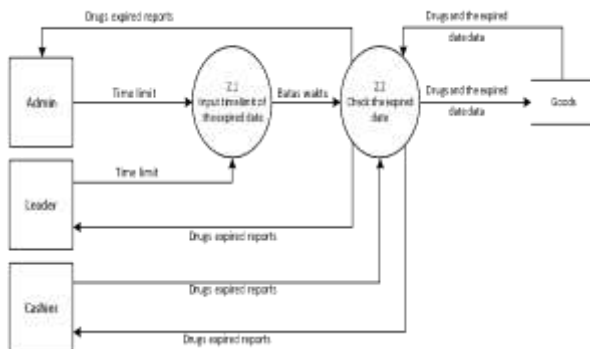 Drugs expired reports
Drugs and the expired
date data
Admin
Time limit
2.1
Input time limit of
the expired date
Batas waktu
2.2
Check the expired
date
Drugs and the expired
date data
Goods
Leader
Time limit
Drugs expired reports
Cashier
Drugs expired reports
Drugs expired reports